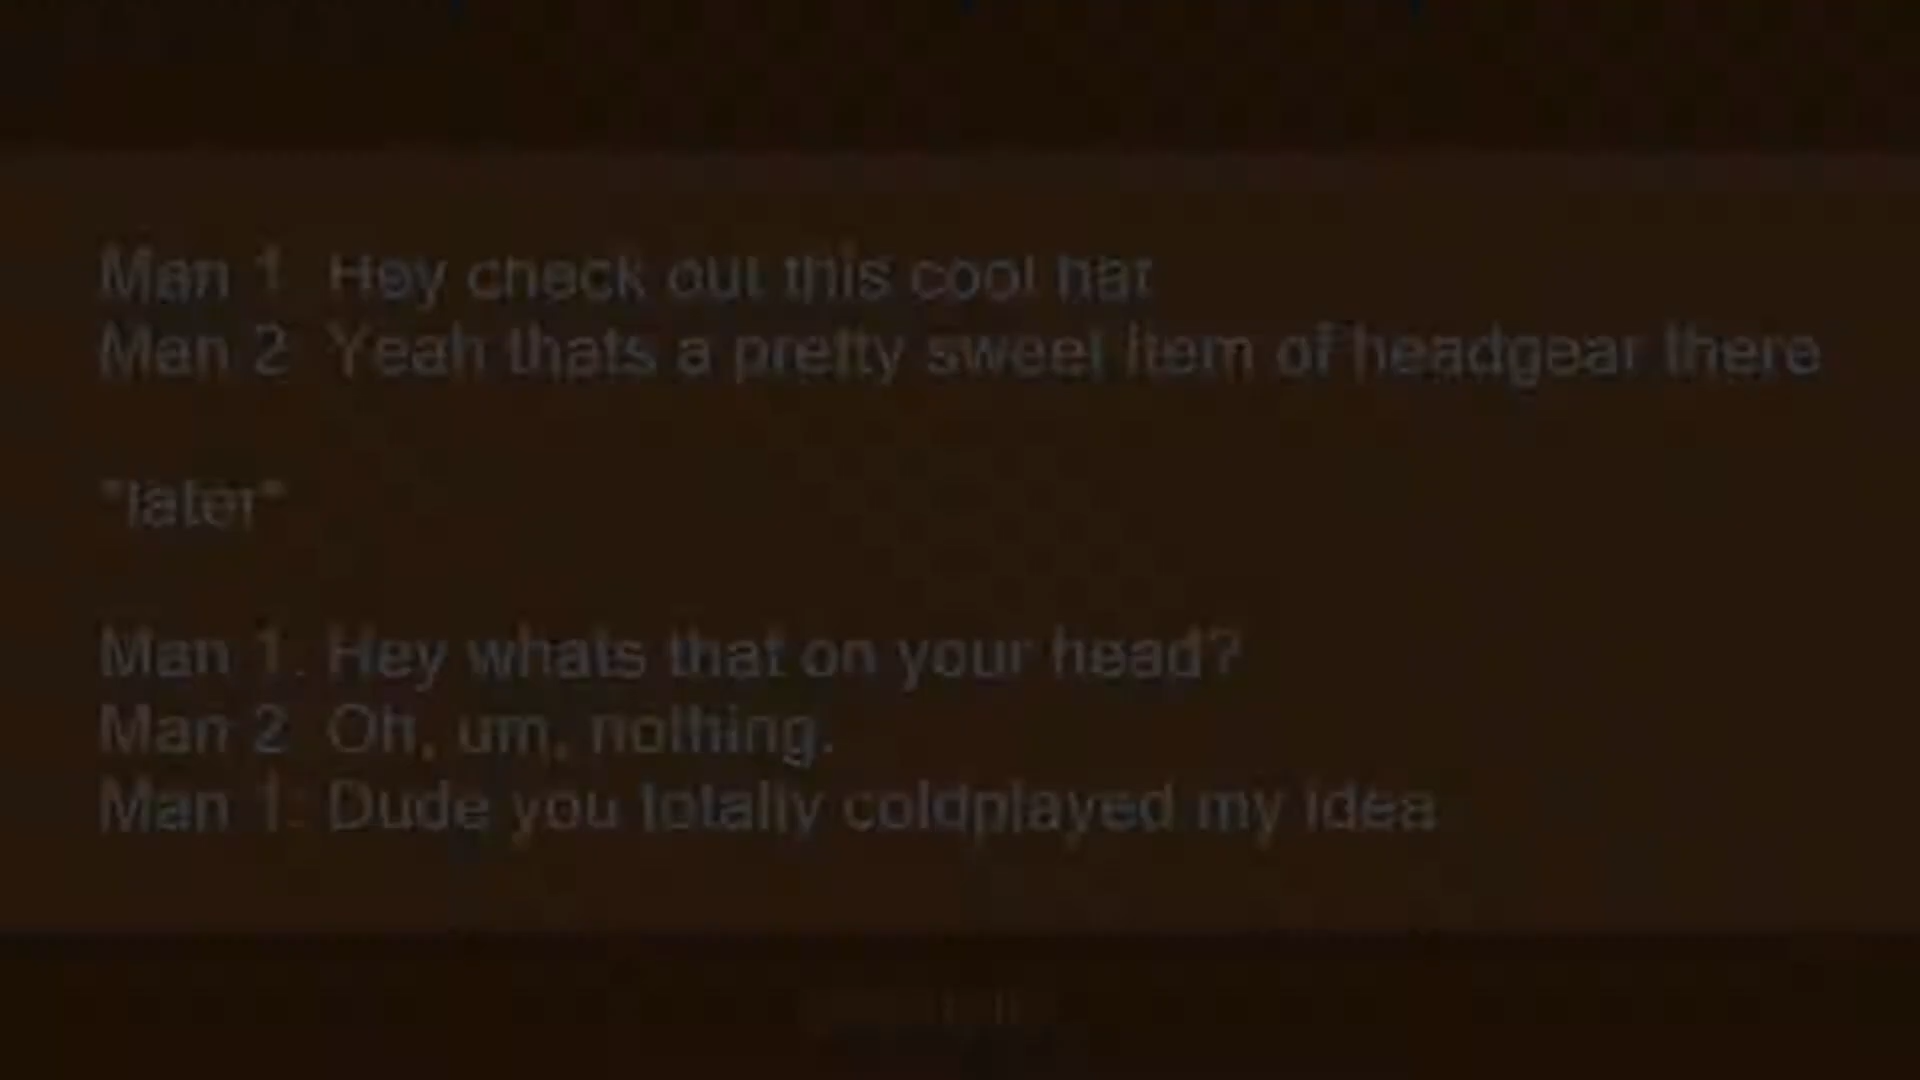 Man 1: Hey check out this cool hat
Man 2: Yeah thats a pretty sweet item of headgear there
*later*
Man 1: Hey whats that on your head?
Man 2: Oh, um, nothing.
Man 1: Dude you totally coldplayed my idea